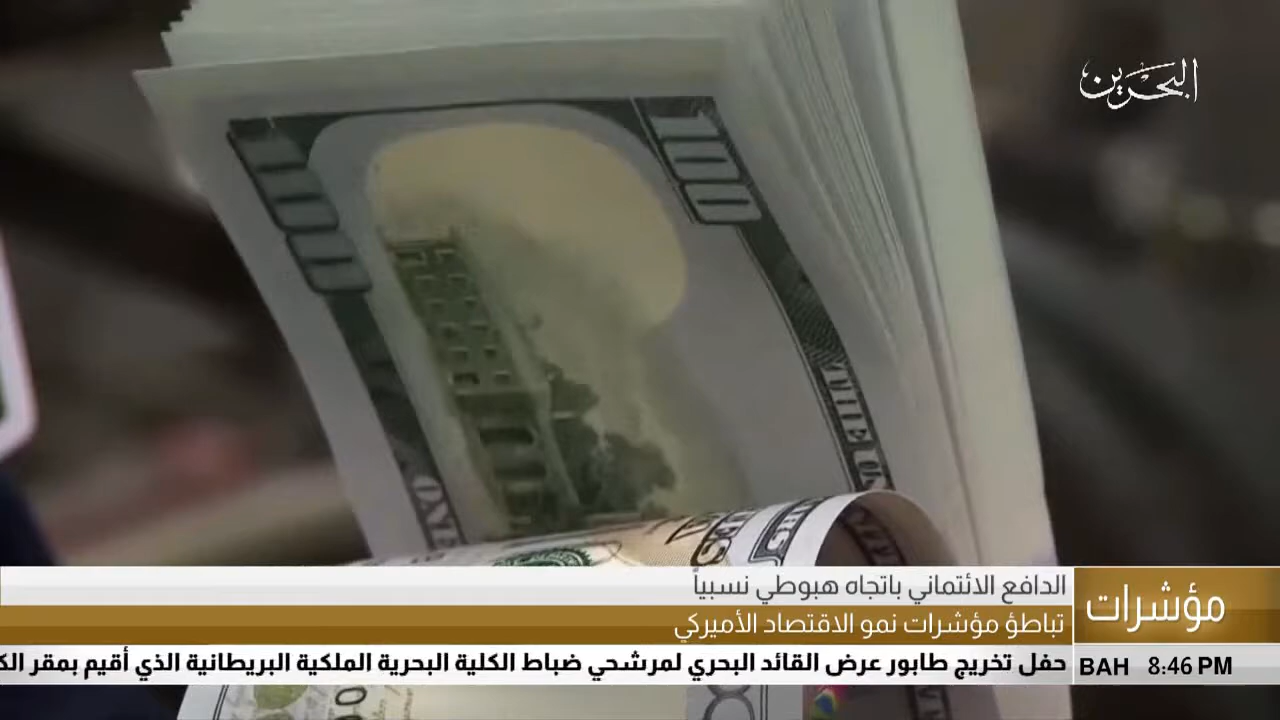 البحرين
100
100
ONE
الدافع الائتماني باتجاه هبوطي نسبياً
مؤشرات
تباطؤ مؤشرات نمو الاقتصاد الأميركي
حفل تخريج طابور عرض القائد البحري لمرشحي ضباط الكلية البحرية الملكية البريطانية الذي أقيم بمقر
BAH 8:46 PM